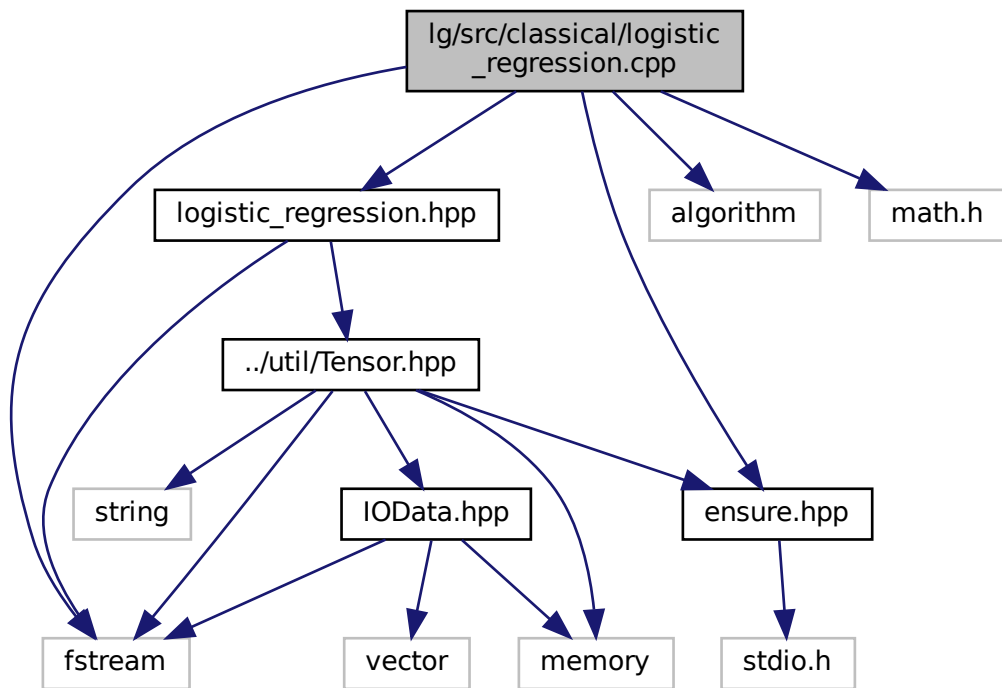 lg/src/classical/logistic
_regression.cpp
logistic_regression.hpp
algorithm
math.h
../util/Tensor.hpp
string
IOData.hpp
ensure.hpp
fstream
vector
memory
stdio.h